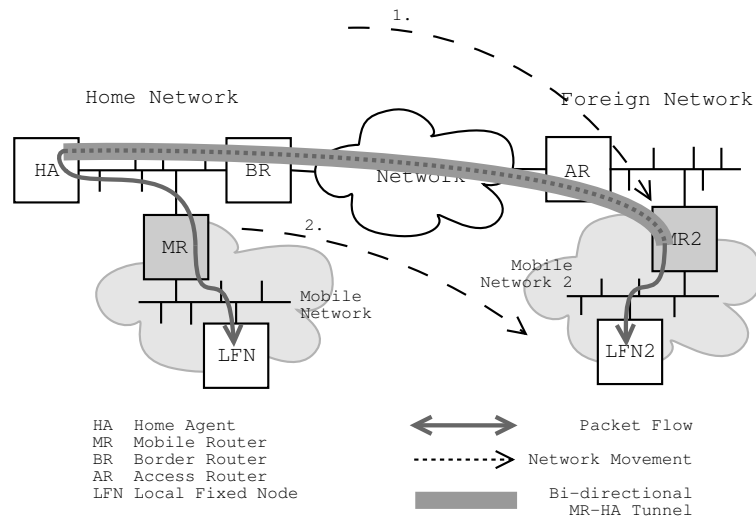 1.
Home Network
Foreign Network
HA
BR
Network
AR
MR
2.
MR2
Mobile
Network 2
Mobile
Network
LFN
LFN2
HA Home Agent
MR Mobile Router
BR Border Router
AR Access Router
LFN Local Fixed Node
Packet Flow
Network Movement
Bi-directional
MR-HA Tunnel